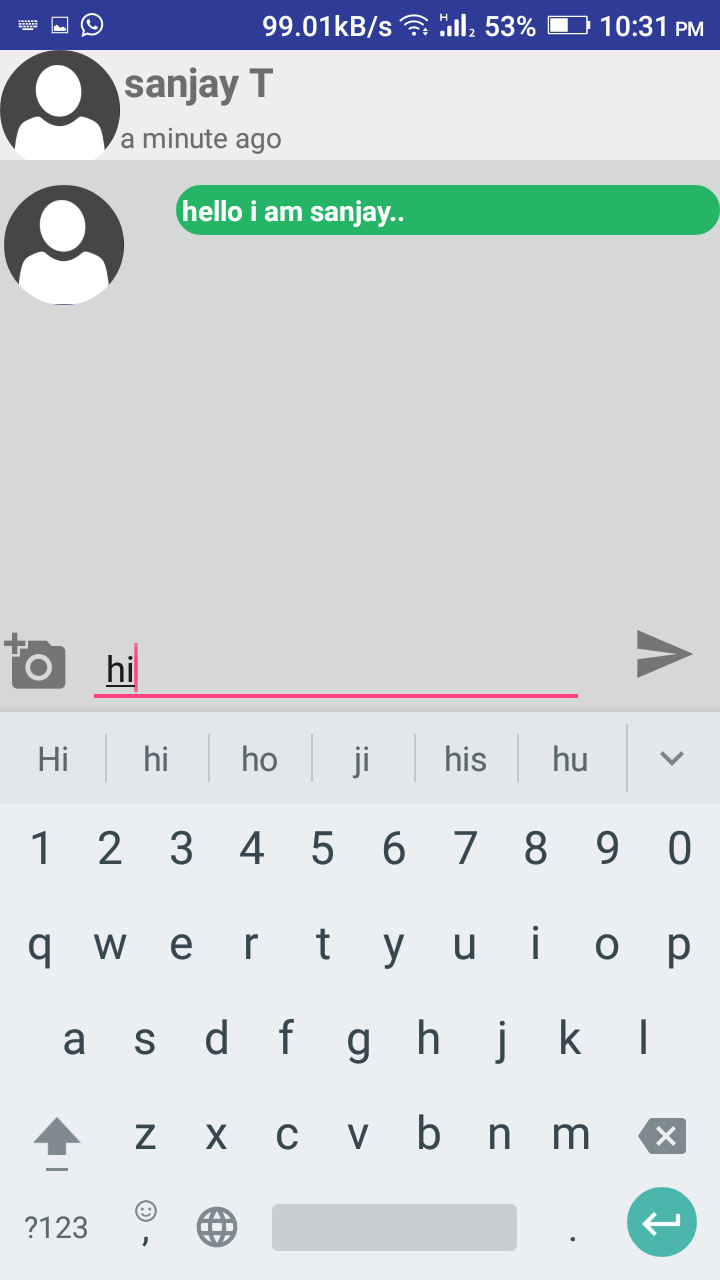 99.01kB/s H 2 53% 10:31 PM
sanjay T
a minute ago
hello i am sanjay..
hi
Hi hi ho ji his hu
1 2 3 4 5 6 7 8 9 0
q w e r t y u i o p
a s d f g h j k l
z x c v b n m
?123 , .